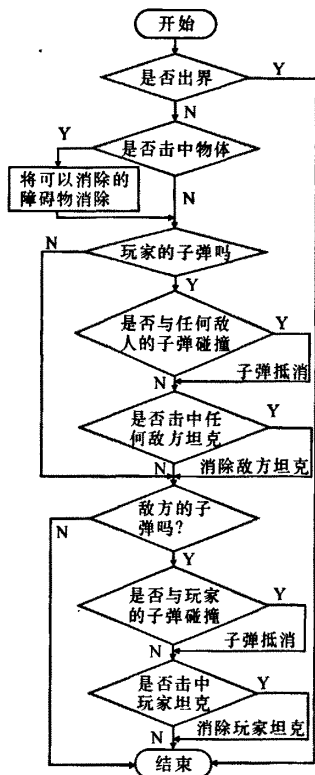 开始
是否出界
Y
N
Y
是否击中物体
将可以消除的
障碍物消除
N
N
玩家的子弹吗
Y
是否与任何敌
人的子弹碰撞
Y
子弹抵消
N
是否击中任
何敌方坦克
Y
N
消除敌方坦克
敌方的子
弹吗?
N
Y
是否与玩家
的子弹碰撞
Y
子弹抵消
N
是否击中
玩家坦克
Y
N
消除玩家坦克
结束